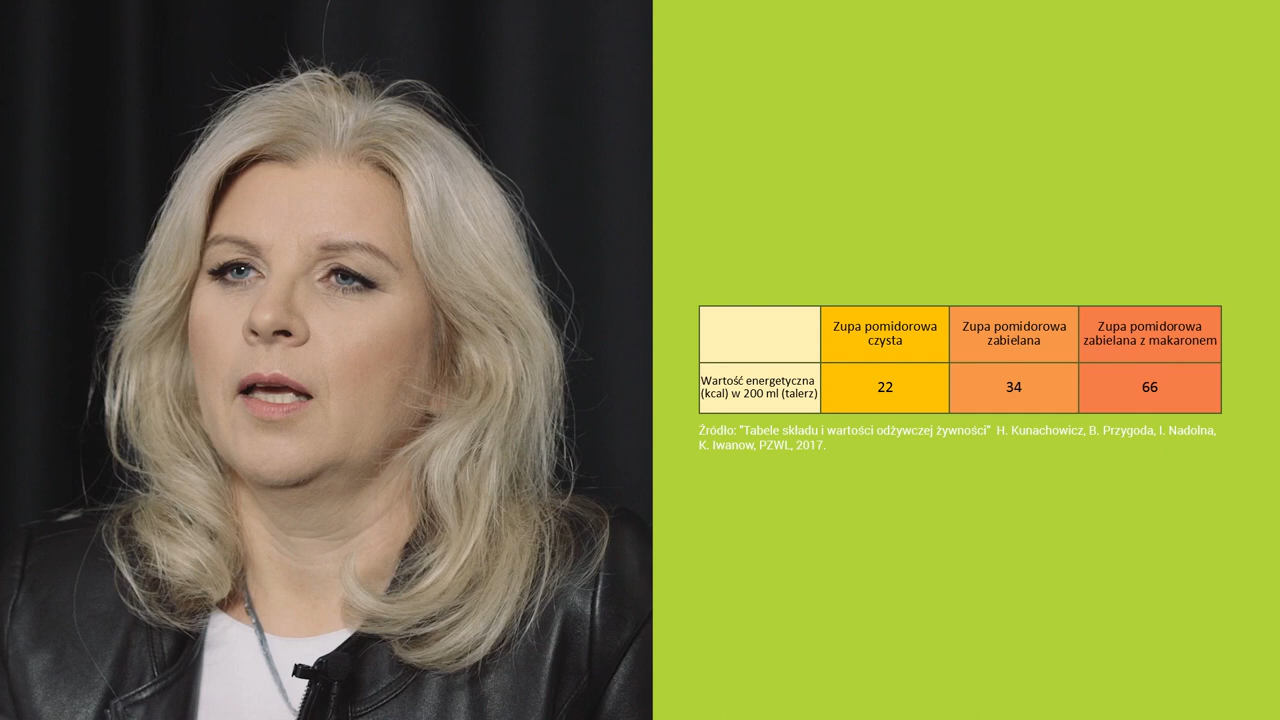 Zupa pomidorowa
czysta
Zupa pomidorowa
zabielana
Zupa pomidorowa
zabielana z makaronem
Wartość energetyczna
(kcal) w 200 ml (talerz)
22
34
66
Źródło: "Tabele składu i wartości odżywczej żywności" H. Kunachowicz, B. Przygoda, I. Nadolna,
K. Iwanow, PZWL, 2017.